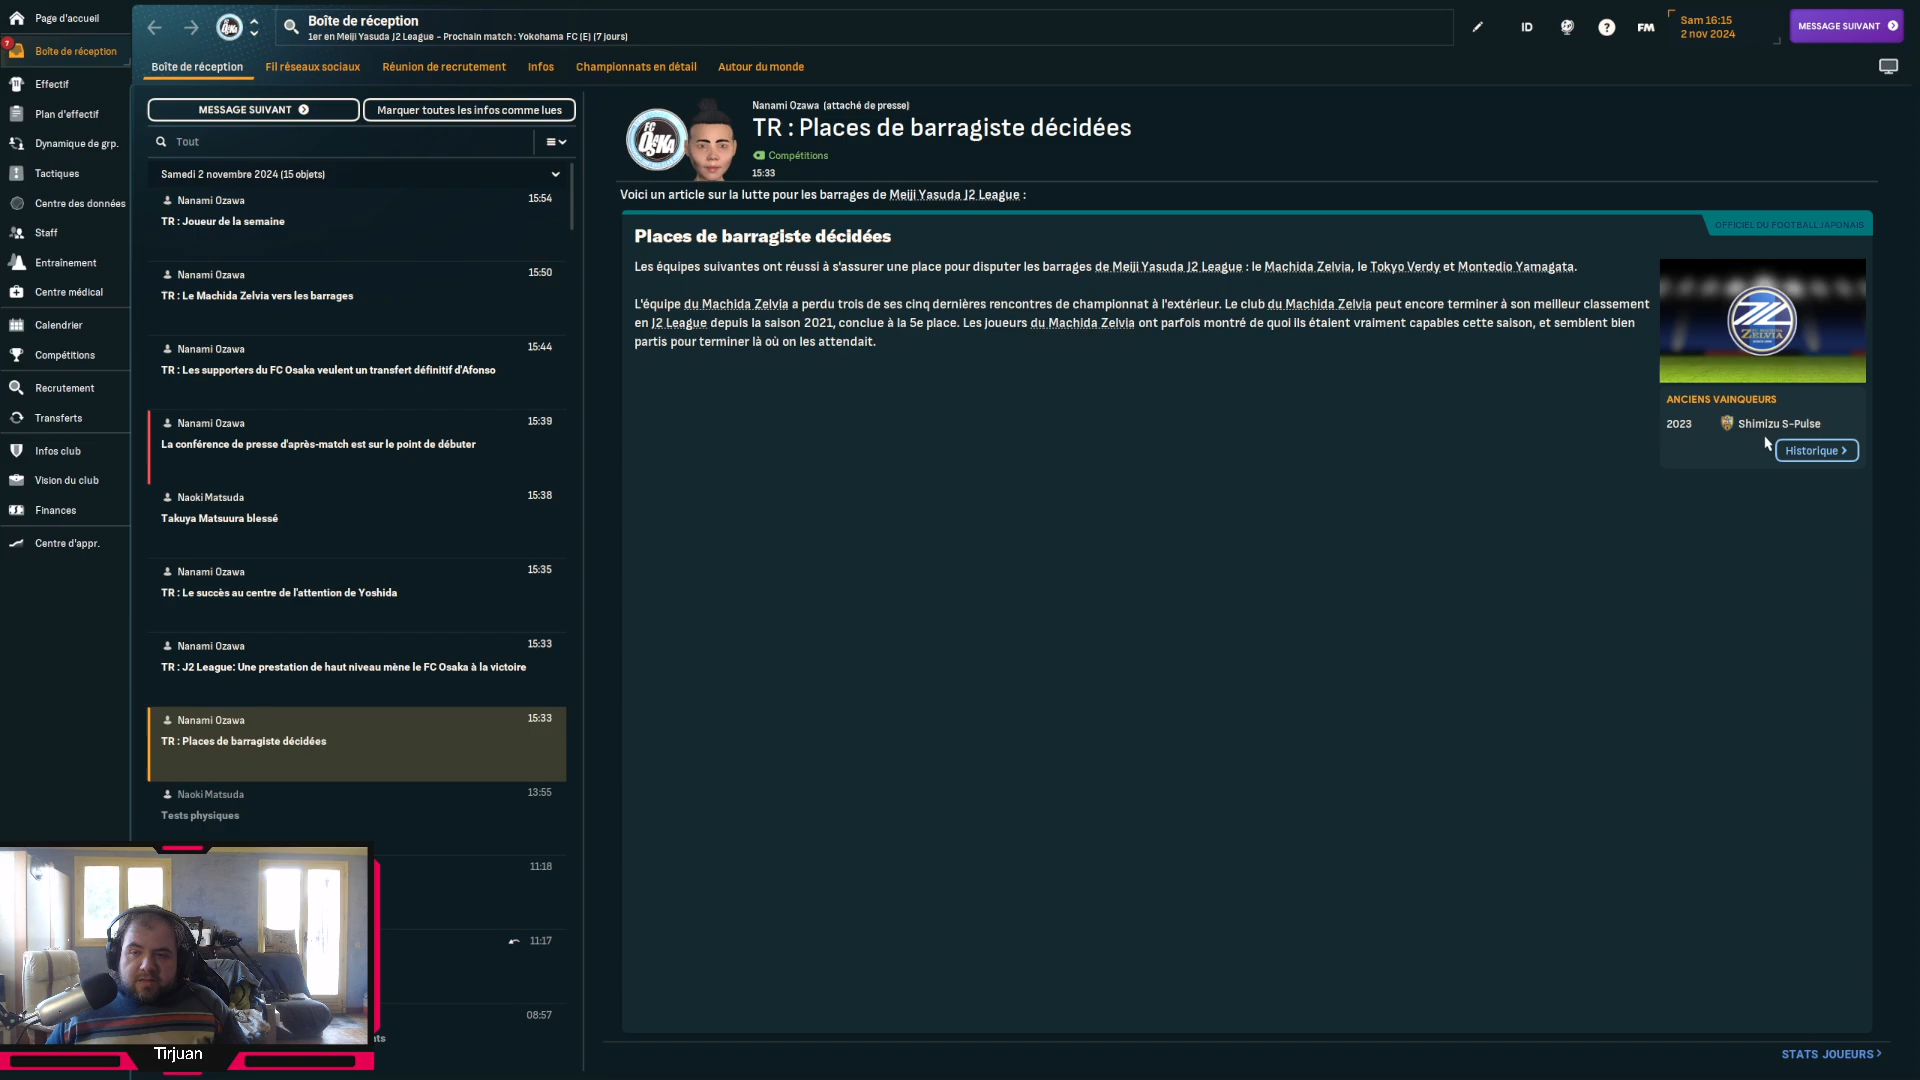 Page d'accueil
7
Boîte de réception
Effectif
Plan d'effectif
Dynamique de grp.
Tactiques
Centre des données
Staff
Entraînement
Centre médical
Calendrier
Compétitions
Recrutement
Transferts
Infos club
Vision du club
Finances
Centre d'appr.
Boîte de réception
1er en Meiji Yasuda J2 League - Prochain match : Yokohama FC (E) (7 jours)
ID
?
FM
Sam 16:15
2 nov 2024
MESSAGE SUIVANT
Boîte de réception
Fil réseaux sociaux
Réunion de recrutement
Infos
Championnats en détail
Autour du monde
MESSAGE SUIVANT
Marquer toutes les infos comme lues
Tout
Samedi 2 novembre 2024 (15 objets)
Nanami Ozawa 15:54
TR : Joueur de la semaine
Nanami Ozawa 15:50
TR : Le Machida Zelvia vers les barrages
Nanami Ozawa 15:44
TR : Les supporters du FC Osaka veulent un transfert définitif d'Afonso
Nanami Ozawa 15:39
La conférence de presse d'après-match est sur le point de débuter
Naoki Matsuda 15:38
Takuya Matsuura blessé
Nanami Ozawa 15:35
TR : Le succès au centre de l'attention de Yoshida
Nanami Ozawa 15:33
TR : J2 League: Une prestation de haut niveau mène le FC Osaka à la victoire
Nanami Ozawa 15:33
TR : Places de barragiste décidées
Naoki Matsuda 13:55
Tests physiques
11:18
11:17
08:57
nts
Tirjuan
FC
OSAKA
Nanami Ozawa (attaché de presse)
TR : Places de barragiste décidées
Compétitions
15:33
Voici un article sur la lutte pour les barrages de Meiji Yasuda J2 League :
OFFICIEL DU FOOTBALL JAPONAIS
Places de barragiste décidées
Les équipes suivantes ont réussi à s'assurer une place pour disputer les barrages de Meiji Yasuda J2 League : le Machida Zelvia, le Tokyo Verdy et Montedio Yamagata.
L'équipe du Machida Zelvia a perdu trois de ses cinq dernières rencontres de championnat à l'extérieur. Le club du Machida Zelvia peut encore terminer à son meilleur classement
en J2 League depuis la saison 2021, conclue à la 5e place. Les joueurs du Machida Zelvia ont parfois montré de quoi ils étaient vraiment capables cette saison, et semblent bien
partis pour terminer là où on les attendait.
ZELVIA
ANCIENS VAINQUEURS
2023 Shimizu S-Pulse
Historique
STATS JOUEURS